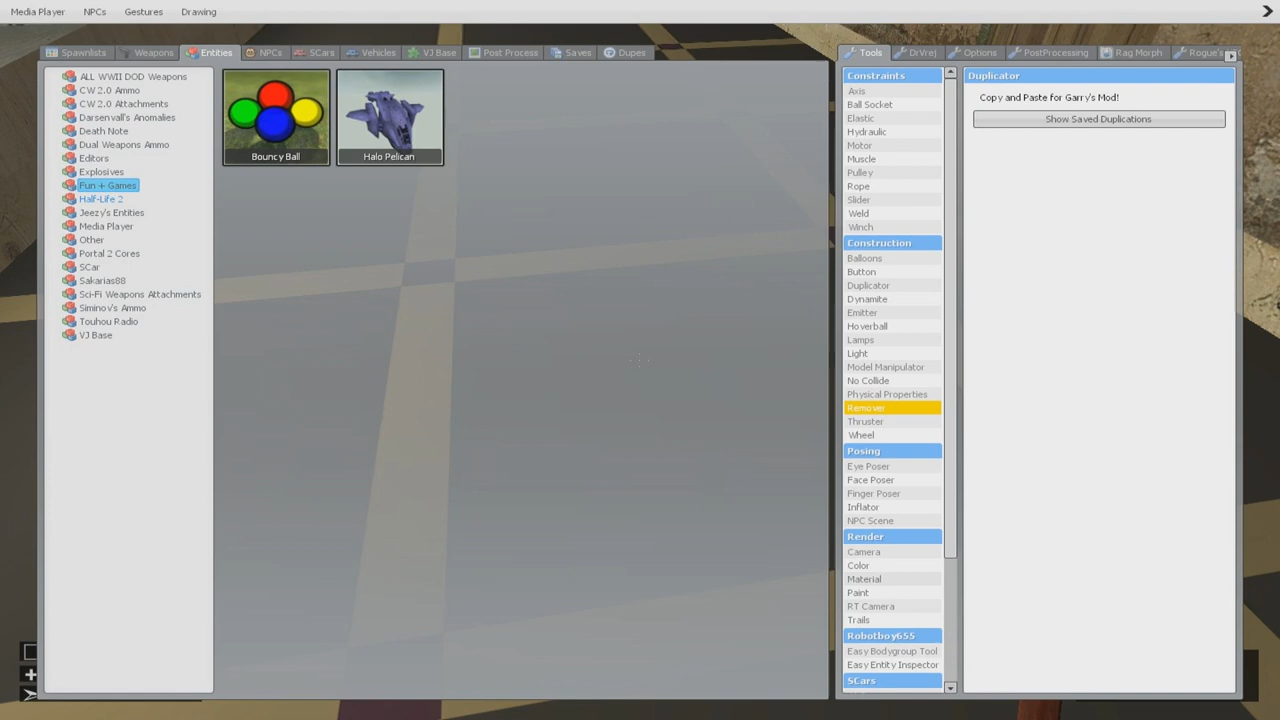 Media Player NPCs Gestures Drawing
Spawnlists Weapons Entities NPCs SCars Vehicles VJ Base Post Process Saves Dupes
ALL WWII DOD Weapons
CW 2.0 Ammo
CW 2.0 Attachments
Darsenvall's Anomalies
Death Note
Dual Weapons Ammo
Editors
Explosives
Fun + Games
Half-Life 2
Jeezy's Entities
Media Player
Other
Portal 2 Cores
SCar
Sakarias88
Sci-Fi Weapons Attachments
Siminov's Ammo
Touhou Radio
VJ Base
Bouncy Ball
Halo Pelican
Tools DrVrej Options PostProcessing Rag Morph Rogue's
Constraints
Axis
Ball Socket
Elastic
Hydraulic
Motor
Muscle
Pulley
Rope
Slider
Weld
Winch
Construction
Balloons
Button
Duplicator
Dynamite
Emitter
Hoverball
Lamps
Light
Model Manipulator
No Collide
Physical Properties
Remover
Thruster
Wheel
Posing
Eye Poser
Face Poser
Finger Poser
Inflator
NPC Scene
Render
Camera
Color
Material
Paint
RT Camera
Trails
Robotboy655
Easy Bodygroup Tool
Easy Entity Inspector
SCars
Duplicator
Copy and Paste for Garry's Mod!
Show Saved Duplications